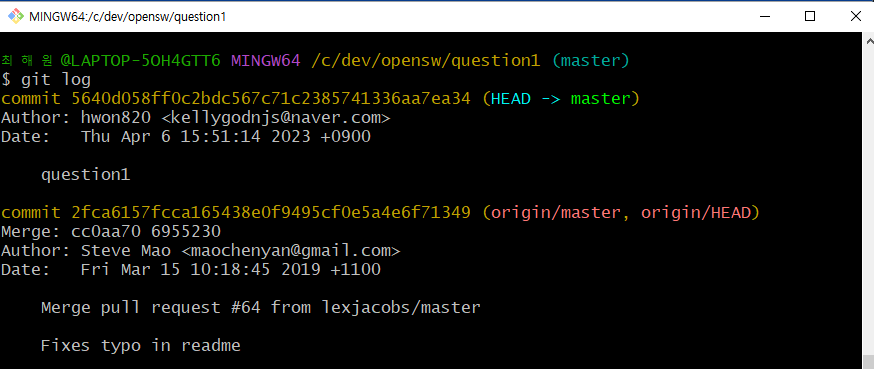 MINGW64:/c/dev/opensw/question1
최 해 원 @LAPTOP-5OH4GTT6 MINGW64 /c/dev/opensw/question1 (master)
$ git log
commit 5640d058ff0c2bdc567c71c2385741336aa7ea34 (HEAD -> master)
Author: hwon820 <kellygodnjs@naver.com>
Date:   Thu Apr 6 15:51:14 2023 +0900
    question1
commit 2fca6157fcca165438e0f9495cf0e5a4e6f71349 (origin/master, origin/HEAD)
Merge: cc0aa70 6955230
Author: Steve Mao <maochenyan@gmail.com>
Date:   Fri Mar 15 10:18:45 2019 +1100
    Merge pull request #64 from lexjacobs/master
    Fixes typo in readme